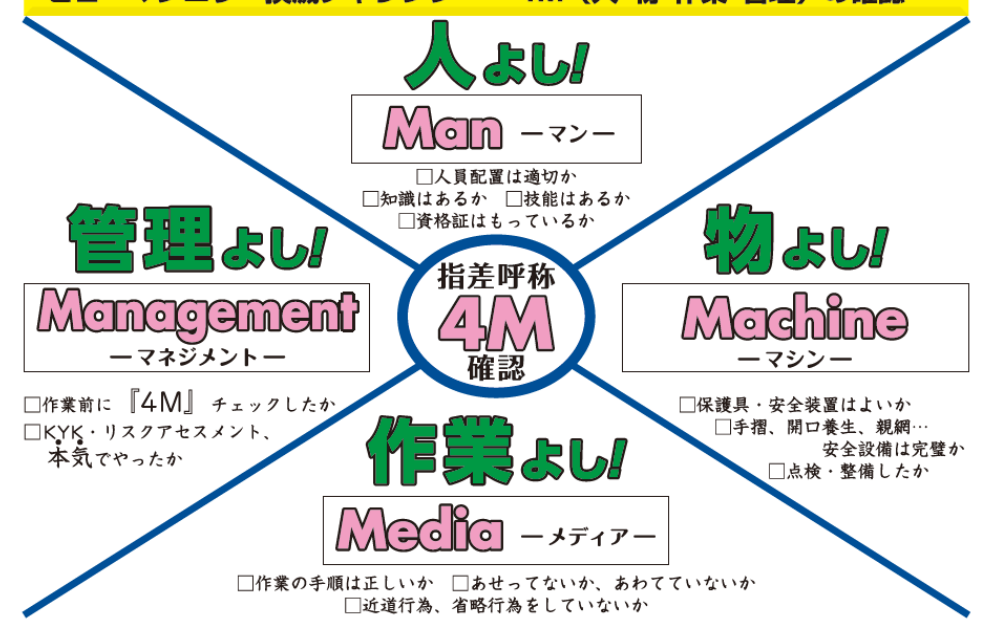 人よし!
Man ーマンー
□人員配置は適切か
□知識はあるか □技能はあるか
□資格証はもっているか
管理よし!
Management
ーマネジメントー
□作業前に『4M』チェックしたか
□KYK・リスクアセスメント、
本気でやったか
指差呼称
4M
確認
物よし!
Machine
ーマシンー
□保護具・安全装置はよいか
□手摺、開口養生、親綱…
安全設備は完璧か
□点検・整備したか
作業よし!
Media ーメディアー
□作業の手順は正しいか □あせってないか、あわてていないか
□近道行為、省略行為をしていないか